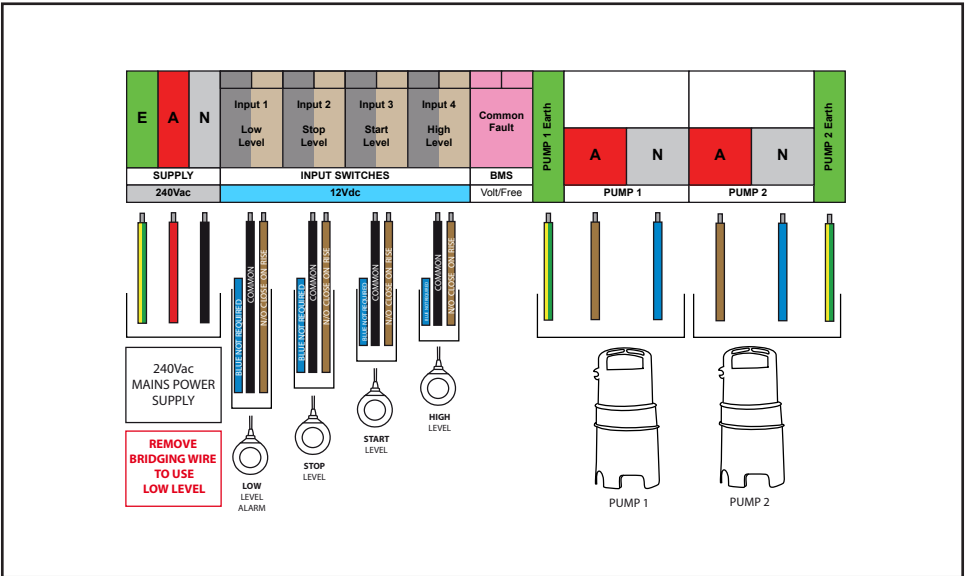 E
A
N
Input 1
Low
Level
Input 2
Stop
Level
Input 3
Start
Level
Input 4
High
Level
Common
Fault
PUMP 1 Earth
A
N
A
N
PUMP 2 Earth
SUPPLY
INPUT SWITCHES
BMS
240Vac
12Vdc
Volt/Free
PUMP 1
PUMP 2
BLUE NOT REQUIRED
COMMON
N/O CLOSE ON RISE
BLUE NOT REQUIRED
COMMON
N/O CLOSE ON RISE
BLUE NOT REQUIRED
COMMON
N/O CLOSE ON RISE
BLUE NOT REQUIRED
COMMON
N/O CLOSE ON RISE
240Vac
MAINS POWER
SUPPLY
REMOVE
BRIDGING WIRE
TO USE
LOW LEVEL
LOW
LEVEL
ALARM
STOP
LEVEL
START
LEVEL
HIGH
LEVEL
PUMP 1
PUMP 2